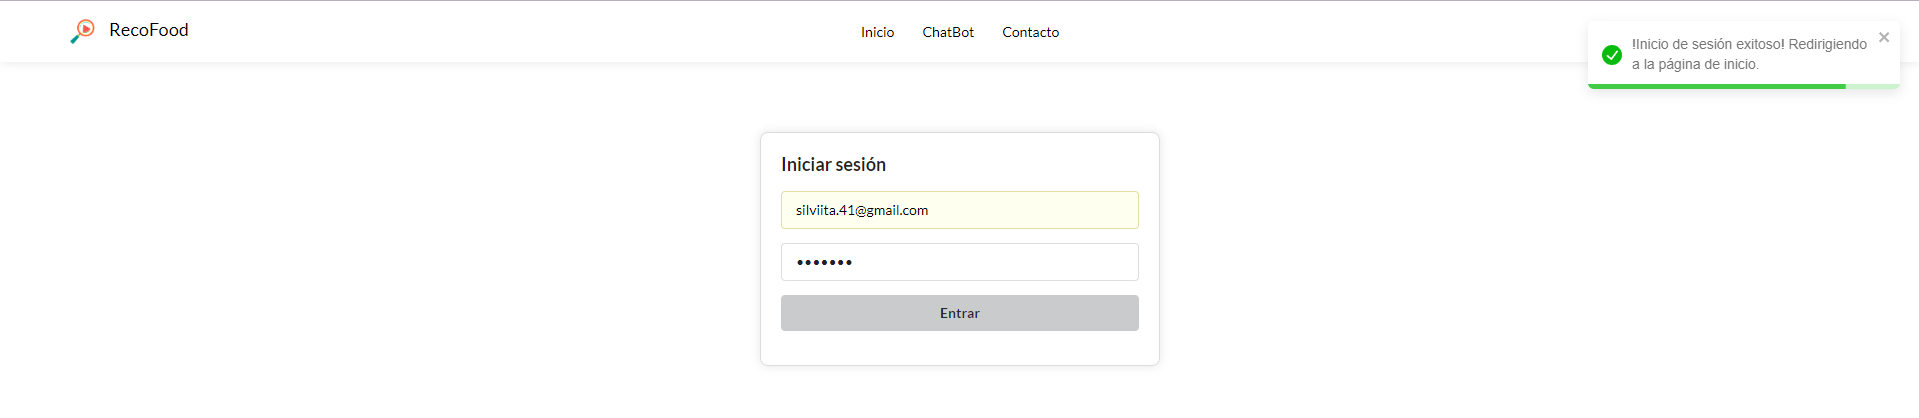 RecoFood
Inicio
ChatBot
Contacto
!Inicio de sesión exitoso! Redirigiendo
a la página de inicio.
Iniciar sesión
silviita.41@gmail.com
•••••••
Entrar